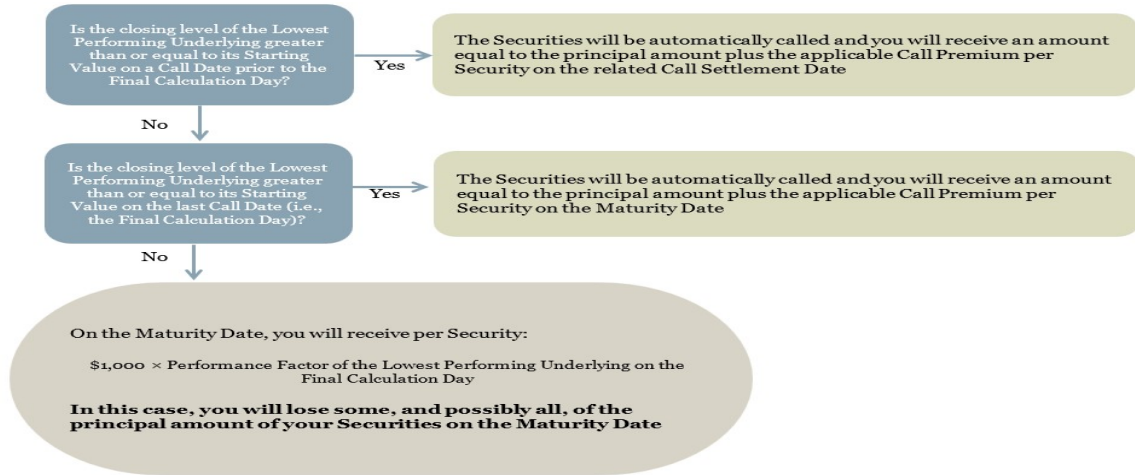 Is the closing level of the Lowest
Performing Underlying greater
than or equal to its Starting
Value on a Call Date prior to the
Final Calculation Day?
Yes
The Securities will be automatically called and you will receive an amount
equal to the principal amount plus the applicable Call Premium per
Security on the related Call Settlement Date
No
Is the closing level of the Lowest
Performing Underlying greater
than or equal to its Starting
Value on the last Call Date (i.e.,
the Final Calculation Day)?
Yes
The Securities will be automatically called and you will receive an amount
equal to the principal amount plus the applicable Call Premium per
Security on the Maturity Date
No
On the Maturity Date, you will receive per Security:
$1,000 × Performance Factor of the Lowest Performing Underlying on the
Final Calculation Day
In this case, you will lose some, and possibly all, of the
principal amount of your Securities on the Maturity Date